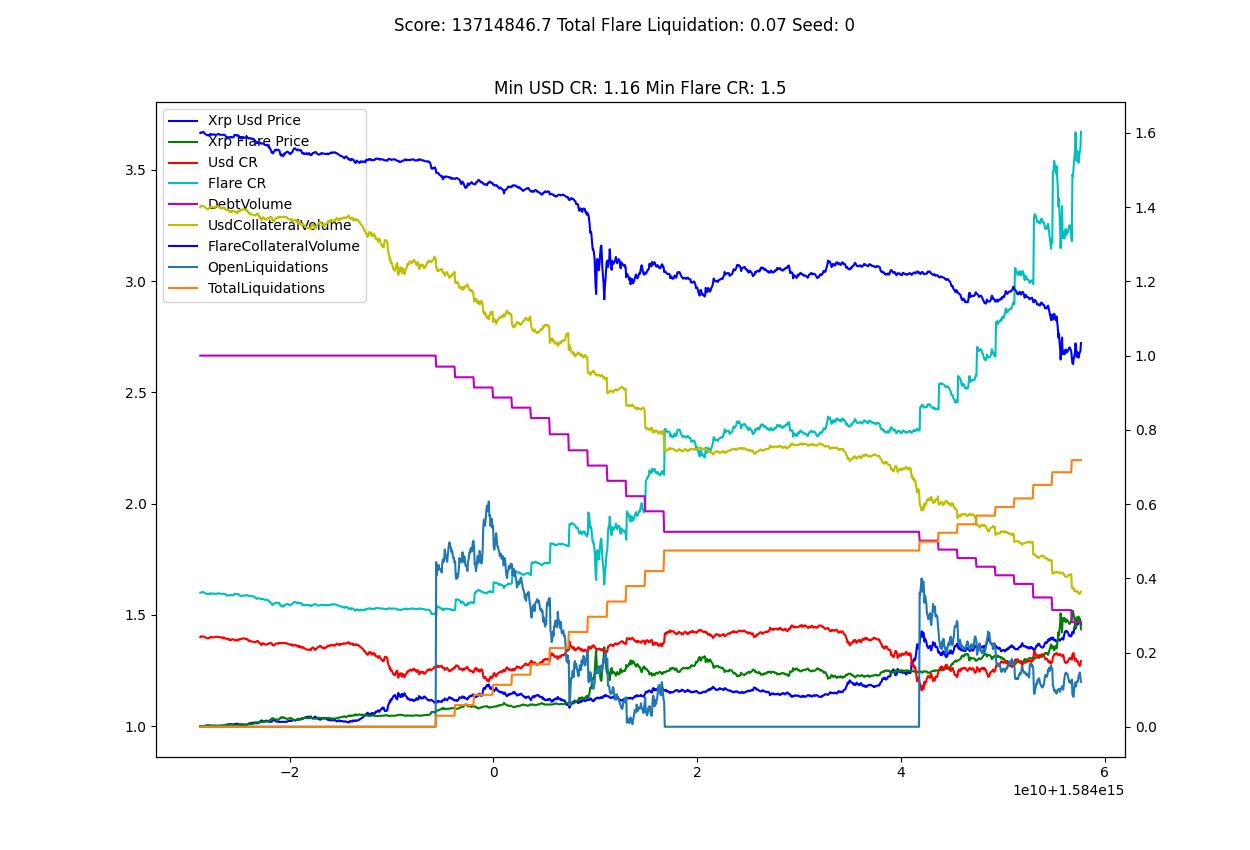 Score: 13714846.7 Total Flare Liquidation: 0.07 Seed: 0
Min USD CR: 1.16 Min Flare CR: 1.5
Xrp Usd Price
Xrp Flare Price
Usd CR
Flare CR
DebtVolume
UsdCollateralVolume
FlareCollateralVolume
OpenLiquidations
TotalLiquidations
3.5
3.0
2.5
2.0
1.5
1.0
1.6
1.4
1.2
1.0
0.8
0.6
0.4
0.2
0.0
−2
0
2
4
6
1e10+1.584e15